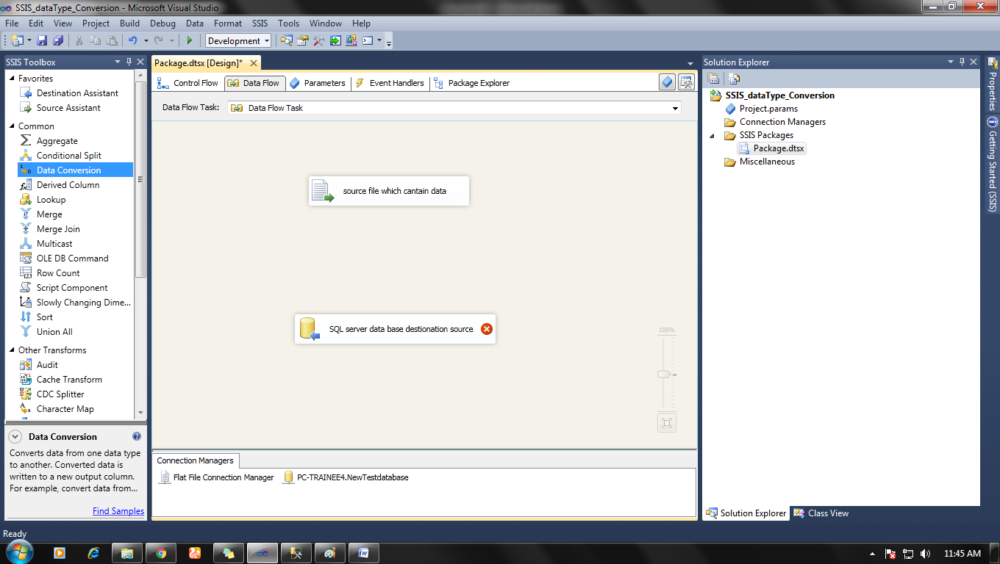 SSIS_dataType_Conversion - Microsoft Visual Studio
File Edit View Project Build Debug Data Format SSIS Tools Window Help
Development
SSIS Toolbox
Favorites
Destination Assistant
Source Assistant
Common
Aggregate
Conditional Split
Data Conversion
Derived Column
Lookup
Merge
Merge Join
Multicast
OLE DB Command
Row Count
Script Component
Slowly Changing Dime...
Sort
Union All
Other Transforms
Audit
Cache Transform
CDC Splitter
Character Map
Data Conversion
Converts data from one data type
to another. Converted data is
written to a new output column.
For example, convert data from...
Find Samples
Package.dtsx [Design]*
Control Flow Data Flow Parameters Event Handlers Package Explorer
Data Flow Task: Data Flow Task
source file which cantain data
SQL server data base destionation source
100%
Connection Managers
Flat File Connection Manager PC-TRAINEE4.NewTestdatabase
Solution Explorer
SSIS_dataType_Conversion
Project.params
Connection Managers
SSIS Packages
Package.dtsx
Miscellaneous
Solution Explorer Class View
Properties
Getting Started (SSIS)
Ready
11:45 AM